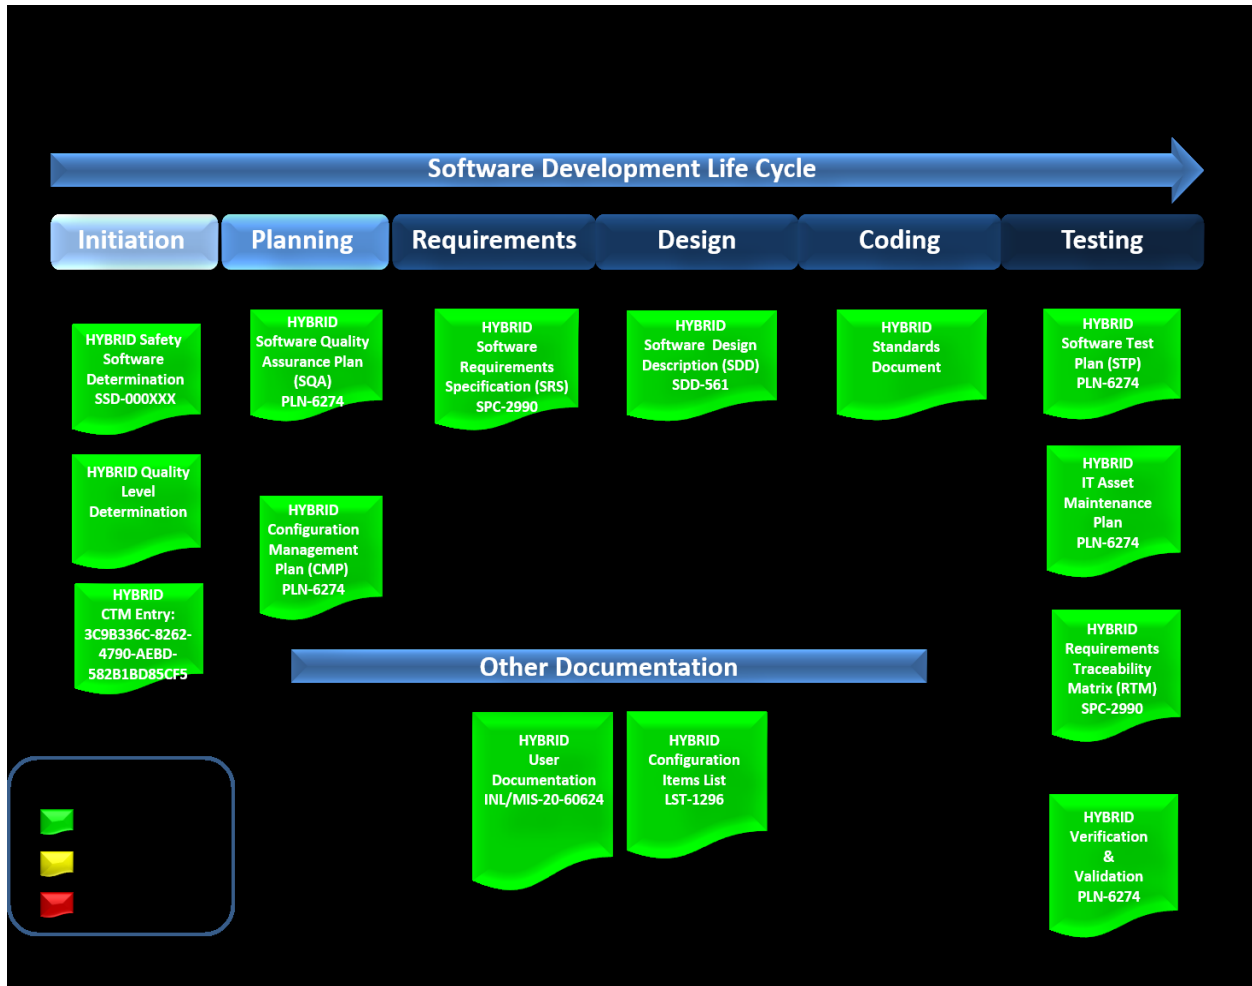 Software Development Life Cycle
Initiation
Planning
Requirements
Design
Coding
Testing
HYBRID Safety
Software
Determination
SSD-000XXX
HYBRID Quality
Level
Determination
HYBRID
CTM Entry:
3C9B336C-8262-
4790-AEBD-
582B1BD85CF5
HYBRID
Software Quality
Assurance Plan
(SQA)
PLN-6274
HYBRID
Configuration
Management
Plan (CMP)
PLN-6274
HYBRID
Software
Requirements
Specification (SRS)
SPC-2990
HYBRID
Software Design
Description (SDD)
SDD-561
HYBRID
Standards
Document
HYBRID
Software Test
Plan (STP)
PLN-6274
HYBRID
IT Asset
Maintenance
Plan
PLN-6274
HYBRID
Requirements
Traceability
Matrix (RTM)
SPC-2990
HYBRID
Verification
&
Validation
PLN-6274
Other Documentation
HYBRID
User
Documentation
INL/MIS-20-60624
HYBRID
Configuration
Items List
LST-1296